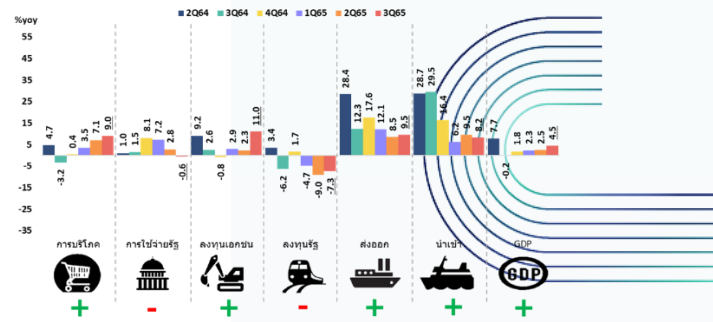 %yoy
2Q64 3Q64 4Q64 1Q65 2Q65 3Q65
55
45
35
25
15
5
-5
-15
-25
-35
4.7 -3.2 0.4 3.5 7.1 9.0
1.0 1.5 8.1 7.2 2.8 -0.6
9.2 2.6 -0.8 2.9 2.3 11.0
3.4 -6.2 1.7 -4.7 -9.0 -7.3
28.4 12.3 17.6 12.1 8.5 9.5
28.7 29.5 16.4 6.2 9.5 8.2
7.7 -0.2 1.8 2.3 2.5 4.5
การบริโภค การใช้จ่ายรัฐ ลงทุนเอกชน ลงทุนรัฐ ส่งออก นำเข้า GDP
GDP
+ - + - + + +